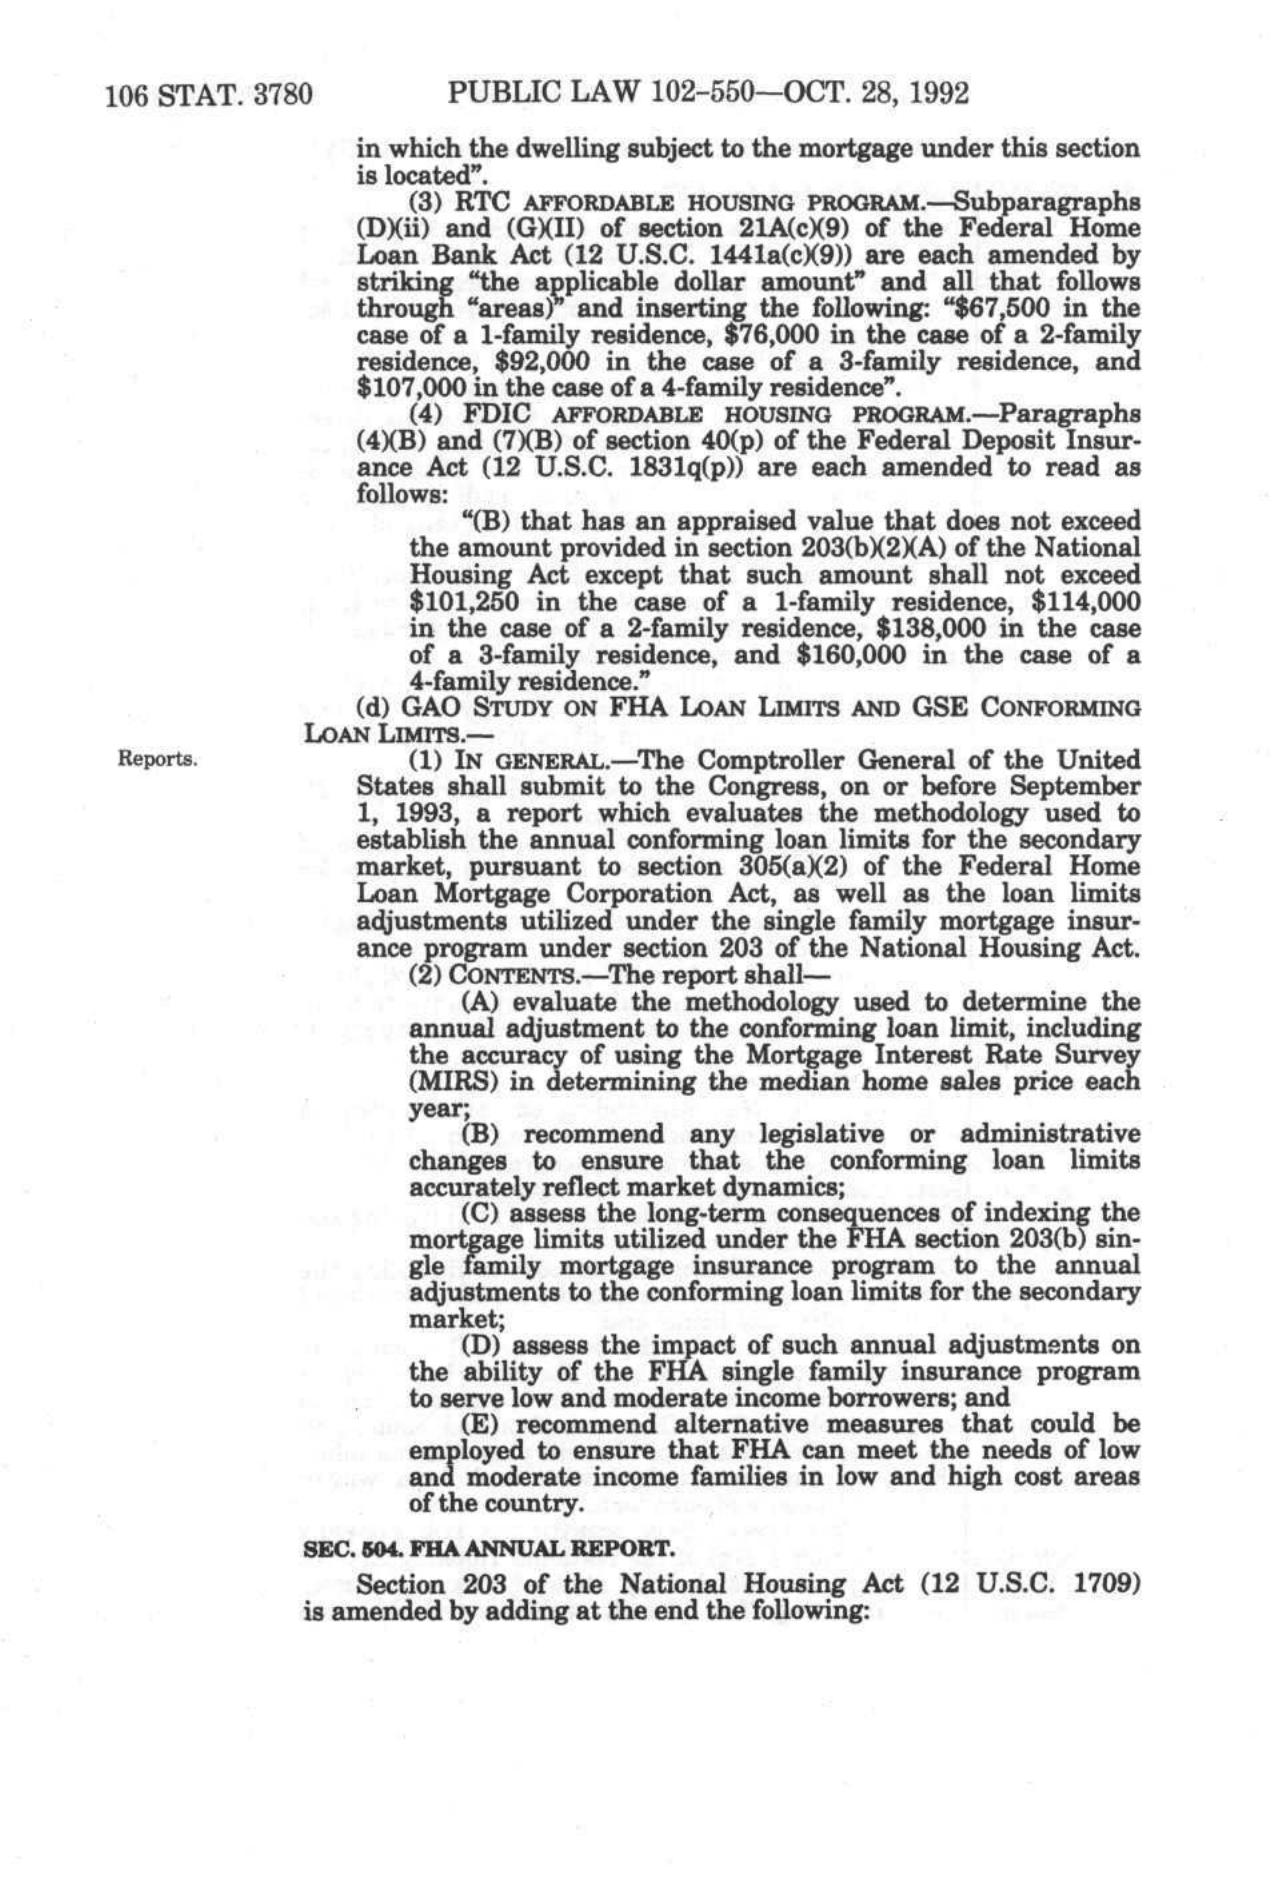 106 STAT. 3780 PUBLIC LAW 102-550—OCT. 28, 1992
in which the dwelling subject to the mortgage under this section
is located”.
(3) RTC AFFORDABLE HOUSING PROGRAM.—Subparagraphs
(D)(ii) and (G)(II) of section 21A(c)(9) of the Federal Home
Loan Bank Act (12 U.S.C. 1441a(c)(9)) are each amended by
striking “the applicable dollar amount” and all that follows
through “areas)” and inserting the following: “$67,500 in the
case of a 1-family residence, $76,000 in the case of a 2-family
residence, $92,000 in the case of a 3-family residence, and
$107,000 in the case of a 4-family residence”.
(4) FDIC AFFORDABLE HOUSING PROGRAM.—Paragraphs
(4)(B) and (7)(B) of section 40(p) of the Federal Deposit Insur-
ance Act (12 U.S.C. 1831q(p)) are each amended to read as
follows:
“(B) that has an appraised value that does not exceed
the amount provided in section 203(b)(2)(A) of the National
Housing Act except that such amount shall not exceed
$101,250 in the case of a 1-family residence, $114,000
in the case of a 2-family residence, $138,000 in the case
of a 3-family residence, and $160,000 in the case of a
4-family residence.”
(d) GAO STUDY ON FHA LOAN LIMITS AND GSE CONFORMING
LOAN LIMITS.—
Reports. (1) IN GENERAL.—The Comptroller General of the United
States shall submit to the Congress, on or before September
1, 1993, a report which evaluates the methodology used to
establish the annual conforming loan limits for the secondary
market, pursuant to section 305(a)(2) of the Federal Home
Loan Mortgage Corporation Act, as well as the loan limits
adjustments utilized under the single family mortgage insur-
ance program under section 203 of the National Housing Act.
(2) CONTENTS.—The report shall—
(A) evaluate the methodology used to determine the
annual adjustment to the conforming loan limit, including
the accuracy of using the Mortgage Interest Rate Survey
(MIRS) in determining the median home sales price each
year;
(B) recommend any legislative or administrative
changes to ensure that the conforming loan limits
accurately reflect market dynamics;
(C) assess the long-term consequences of indexing the
mortgage limits utilized under the FHA section 203(b) sin-
gle family mortgage insurance program to the annual
adjustments to the conforming loan limits for the secondary
market;
(D) assess the impact of such annual adjustments on
the ability of the FHA single family insurance program
to serve low and moderate income borrowers; and
(E) recommend alternative measures that could be
employed to ensure that FHA can meet the needs of low
and moderate income families in low and high cost areas
of the country.
SEC. 504. FHA ANNUAL REPORT.
Section 203 of the National Housing Act (12 U.S.C. 1709)
is amended by adding at the end the following: